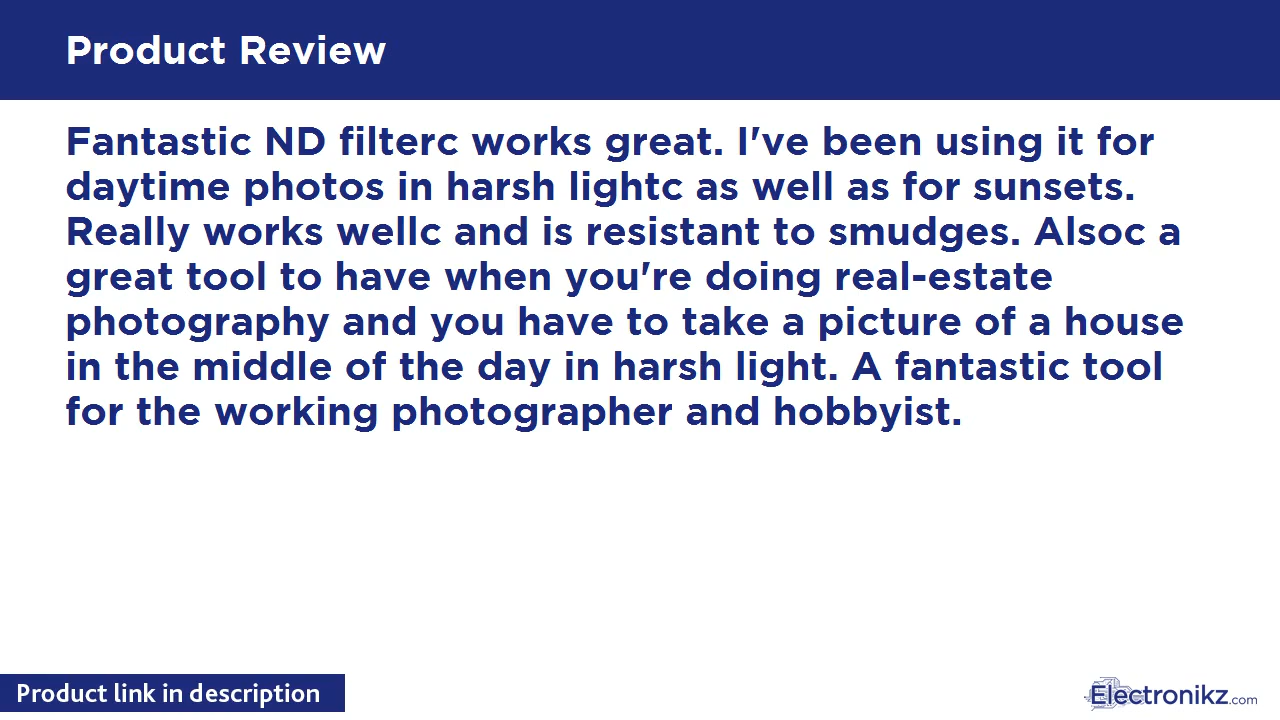 Product Review
Fantastic ND filterc works great. I've been using it for
daytime photos in harsh lightc as well as for sunsets.
Really works wellc and is resistant to smudges. Alsoc a
great tool to have when you're doing real-estate
photography and you have to take a picture of a house
in the middle of the day in harsh light. A fantastic tool
for the working photographer and hobbyist.
Product link in description
Electronikz.com